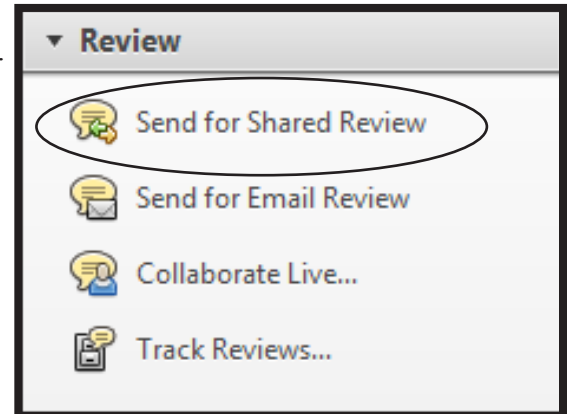 Review
Send for Shared Review
Send for Email Review
Collaborate Live...
Track Reviews...